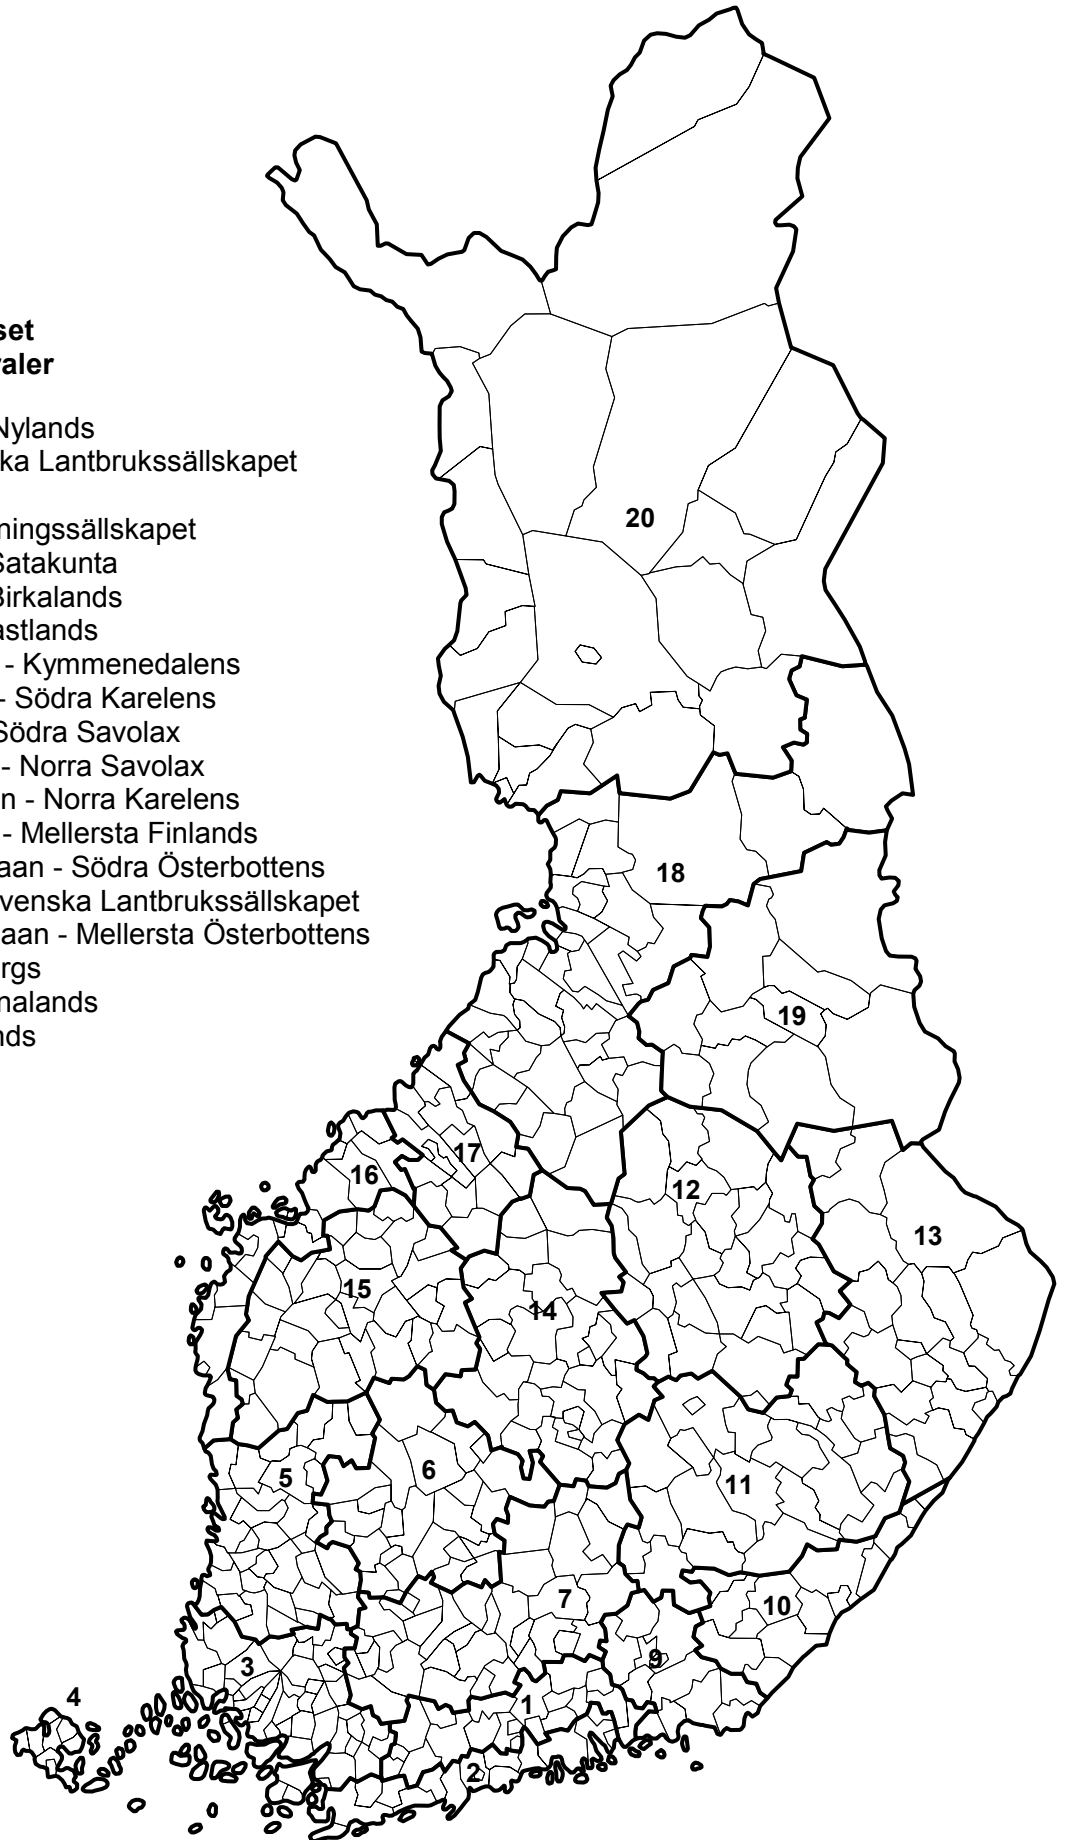 set
valer
Nylands
ka Lantbrukssällskapet
ningssällskapet
Satakunta
Birkalands
astlands
- Kymmenedalens
- Södra Karelens
Södra Savolax
- Norra Savolax
n - Norra Karelens
- Mellersta Finlands
aan - Södra Österbottens
svenska Lantbrukssällskapet
aan - Mellersta Österbottens
rgs
nalands
nds
20
18
19
17
16
12
13
15
14
6
5
11
7
10
9
3
4
1
2